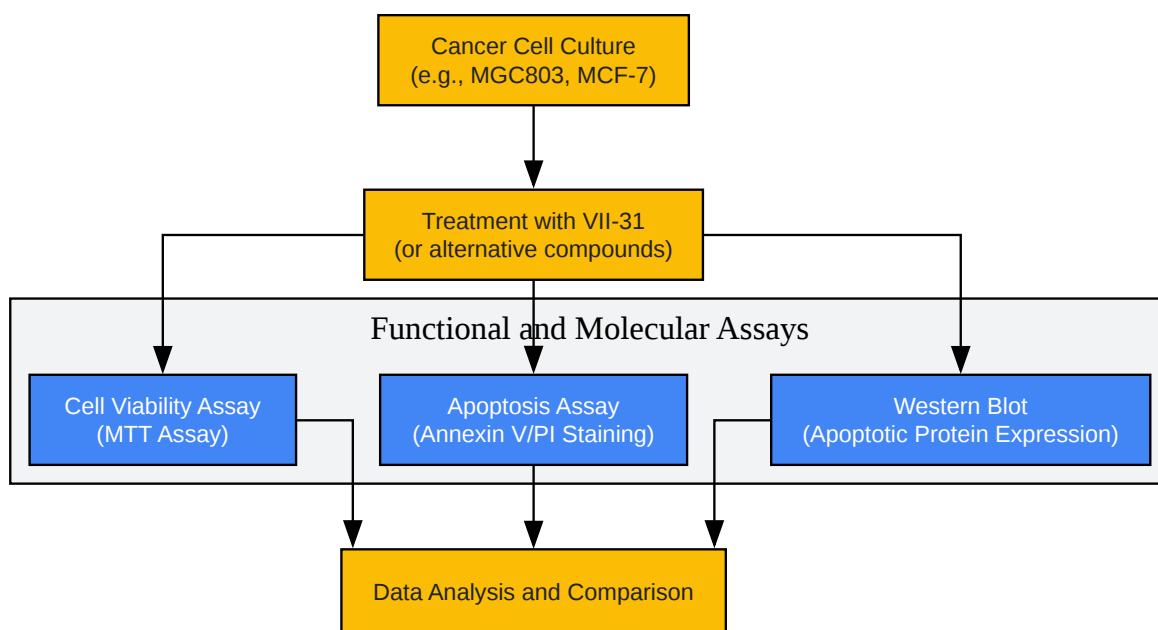 Cancer Cell Culture
(e.g., MGC803, MCF-7)
Treatment with VII-31
(or alternative compounds)
Functional and Molecular Assays
Cell Viability Assay
(MTT Assay)
Apoptosis Assay
(Annexin V/PI Staining)
Western Blot
(Apoptotic Protein Expression)
Data Analysis and Comparison